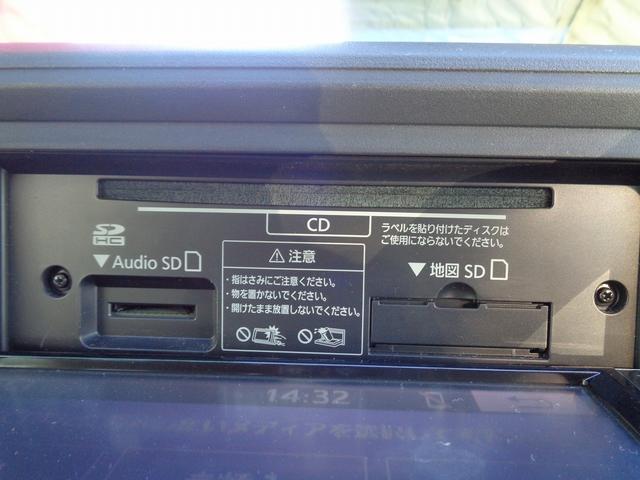 CD
ラベルを貼り付けたディスクは
ご使用にならないでください。
SD
HC
▼Audio SD
⚠注意
・指はさみにご注意ください。
・物を置かないでください。
・開けたまま放置しないでください。
▼地図 SD
14:32